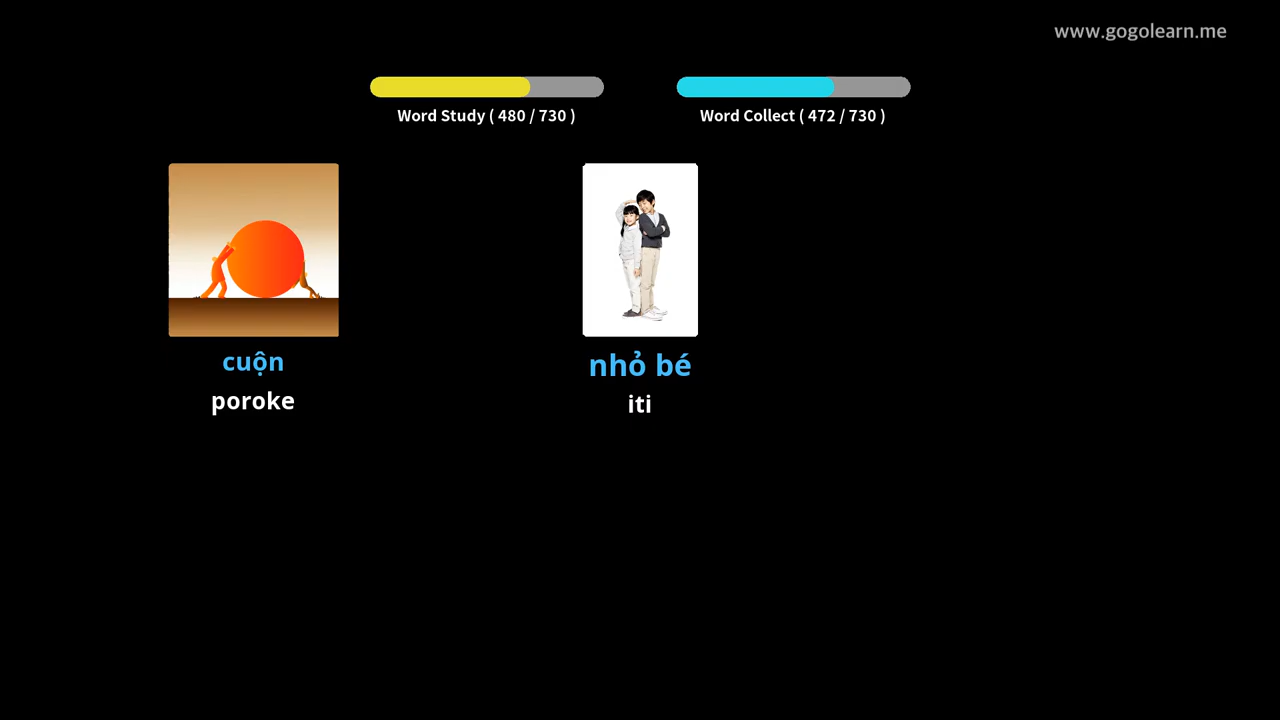 www.gogolearn.me
Word Study ( 480 / 730 )
Word Collect ( 472 / 730 )
cuộn
poroke
nhỏ bé
iti